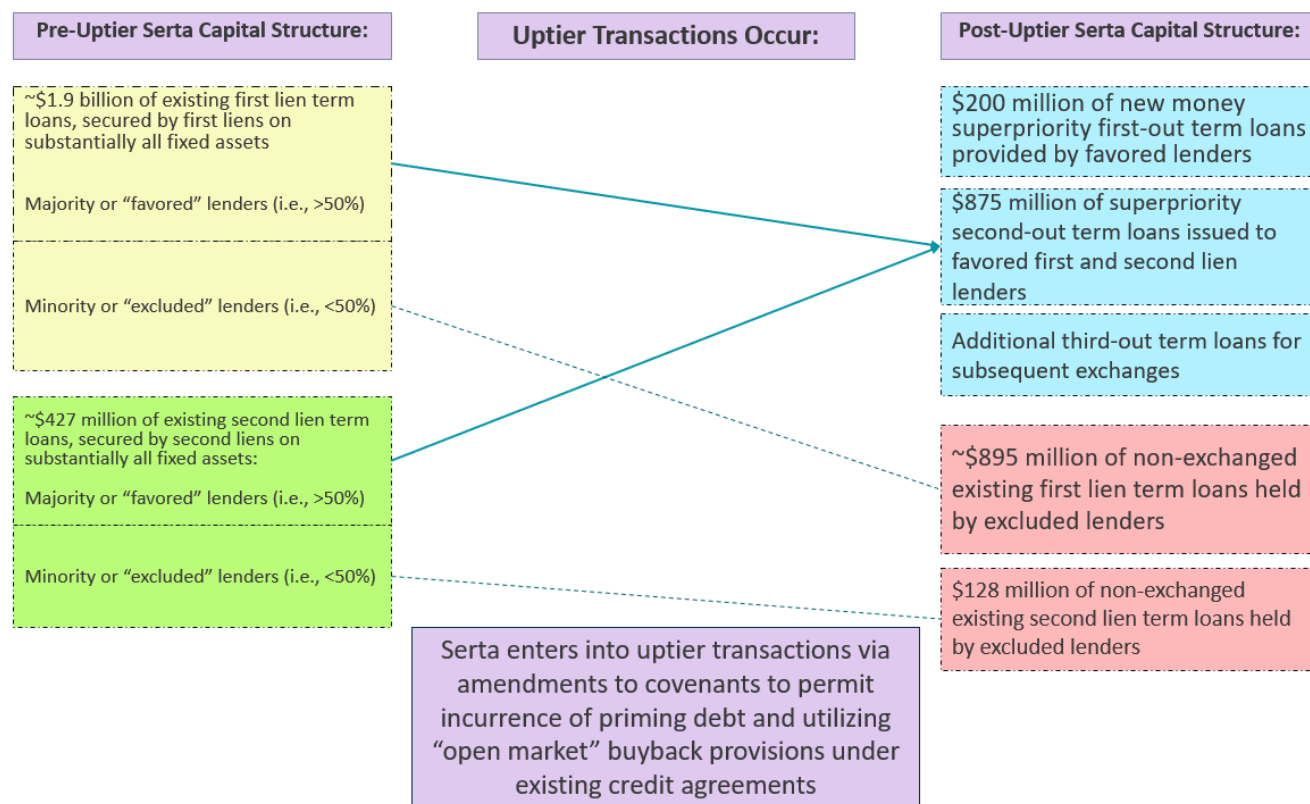 Pre-Uptier Serta Capital Structure:
Uptier Transactions Occur:
Post-Uptier Serta Capital Structure:
~$1.9 billion of existing first lien term
loans, secured by first liens on
substantially all fixed assets
Majority or “favored” lenders (i.e., >50%)
Minority or “excluded” lenders (i.e., <50%)
~$427 million of existing second lien term
loans, secured by second liens on
substantially all fixed assets:
Majority or “favored” lenders (i.e., >50%)
Minority or “excluded” lenders (i.e., <50%)
Serta enters into uptier transactions via
amendments to covenants to permit
incurrence of priming debt and utilizing
“open market” buyback provisions under
existing credit agreements
$200 million of new money
superpriority first-out term loans
provided by favored lenders
$875 million of superpriority
second-out term loans issued to
favored first and second lien
lenders
Additional third-out term loans for
subsequent exchanges
~$895 million of non-exchanged
existing first lien term loans held
by excluded lenders
$128 million of non-exchanged
existing second lien term loans held
by excluded lenders